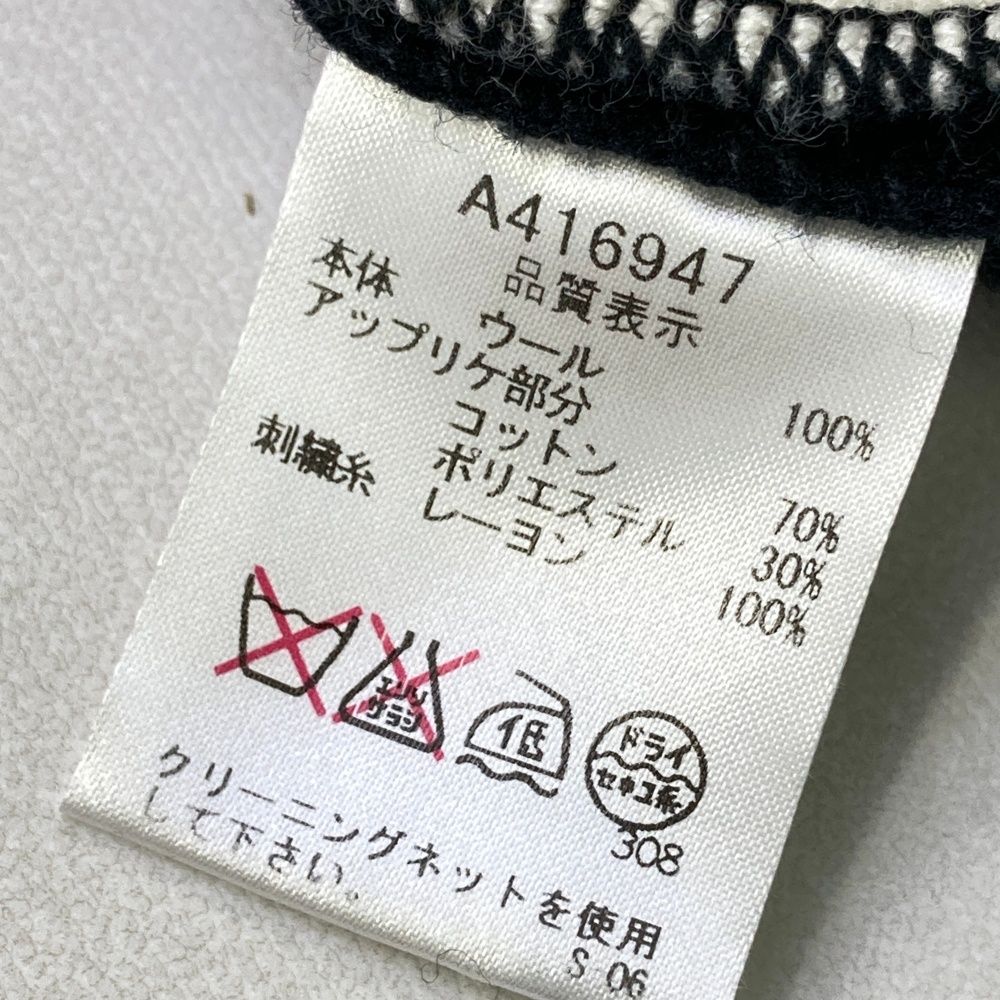 A416947
品質表示
本体 ウール 100%
アップリケ部分
コットン 70%
ポリエステル 30%
刺繍糸 レーヨン 100%
エンソ
サラシ
低
ドライ
セキユ系
308
クリーニングネットを使用
して下さい。
S 06